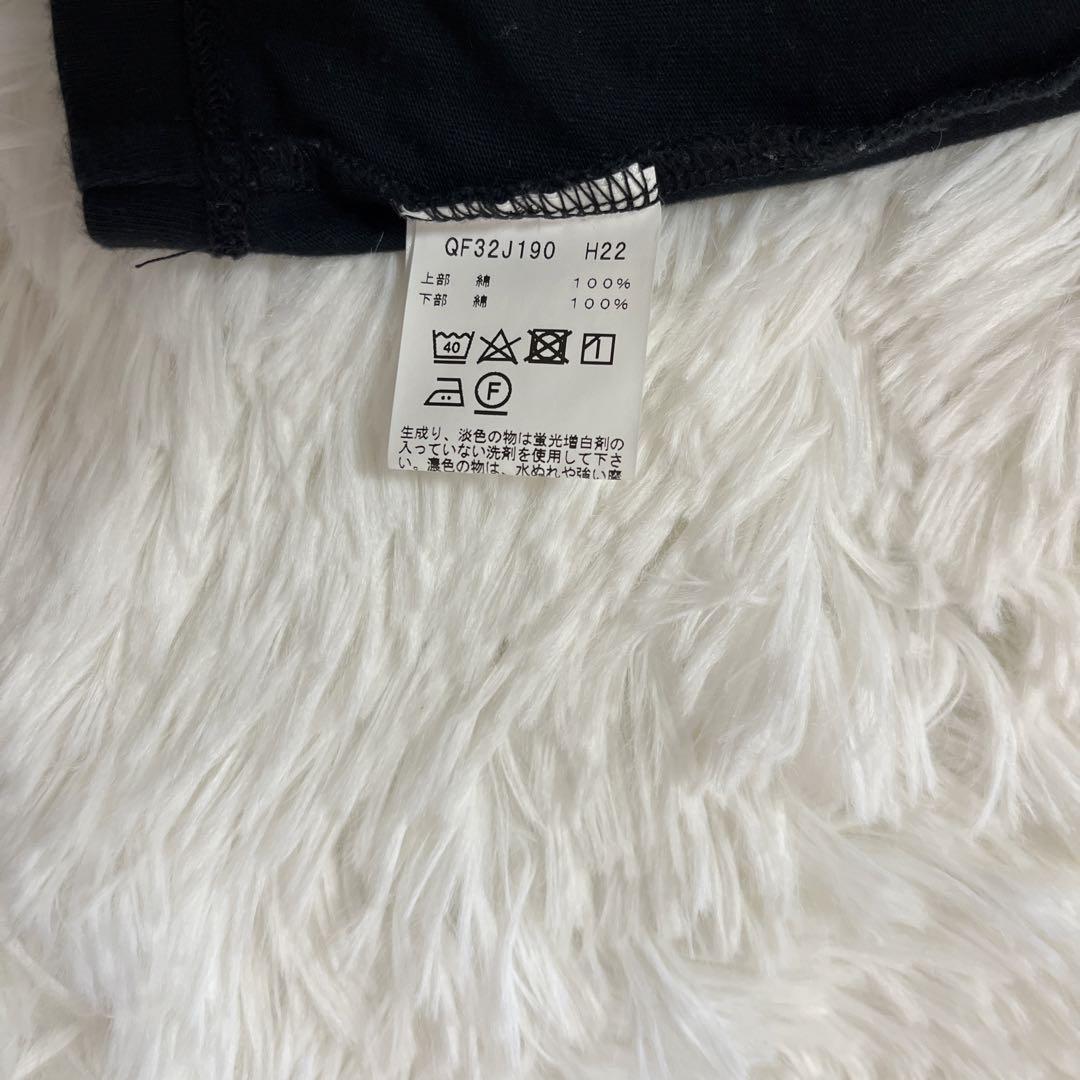 QF32J190 H22
上部 綿 100%
下部 綿 100%
40
F
生成り、淡色の物は蛍光増白剤の
入っていない洗剤を使用して下さ
い。濃色の物は、水ぬれや強い摩